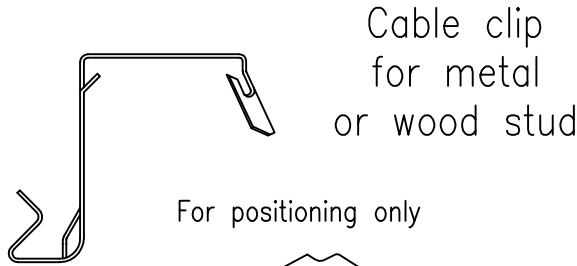 Cable clip
for metal
or wood stud
For positioning only